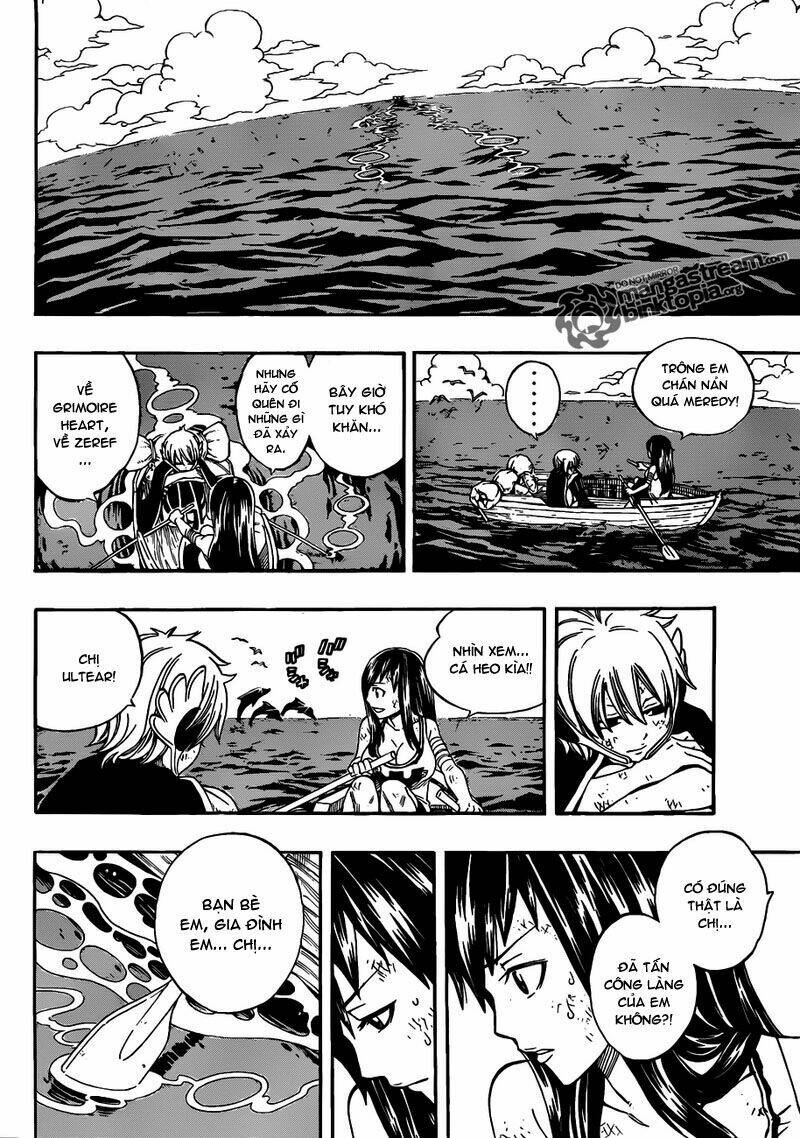 DO NOT MIRROR
mangastream.com
binktopia.org
TRÔNG EM
CHÁN NẢN
QUÁ MEREDY!
......
BÂY GIỜ
TUY KHÓ
KHĂN...
NHƯNG
HÃY CỐ
QUÊN ĐI
NHỮNG GÌ
ĐÃ XẢY
RA.
VỀ
GRIMOIRE
HEART,
VỀ ZEREF
...
NHÌN XEM...
CÁ HEO KÌA!!
CHỊ
ULTEAR!
CÓ ĐÚNG
THẬT LÀ
CHỊ...
ĐÃ TẤN
CÔNG LÀNG
CỦA EM
KHÔNG?!
BẠN BÈ
EM, GIA ĐÌNH
EM... CHỊ...